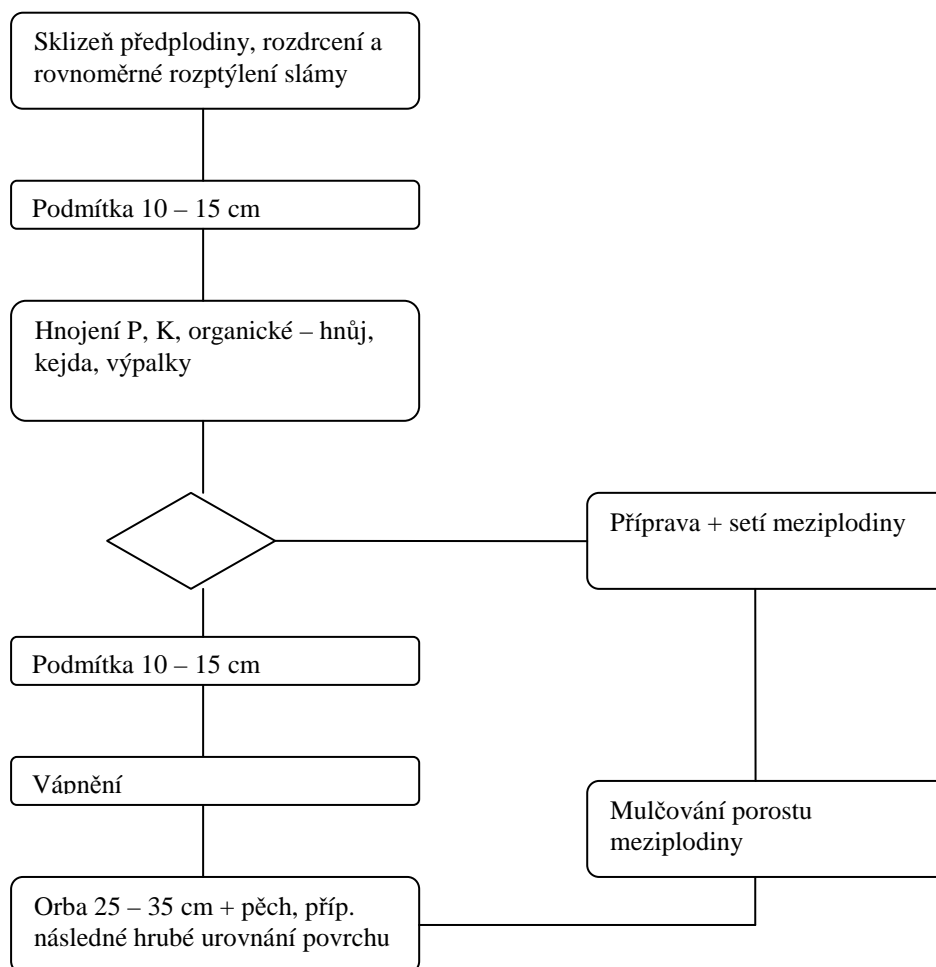 Sklizeň předplodiny, rozdrcení a
rovnoměrné rozptýlení slámy
Podmítka 10 – 15 cm
Hnojení P, K, organické – hnůj,
kejda, výpalky
Příprava + setí meziplodiny
Podmítka 10 – 15 cm
Vápnění
Mulčování porostu
meziplodiny
Orba 25 – 35 cm + pěch, příp.
následné hrubé urovnání povrchu